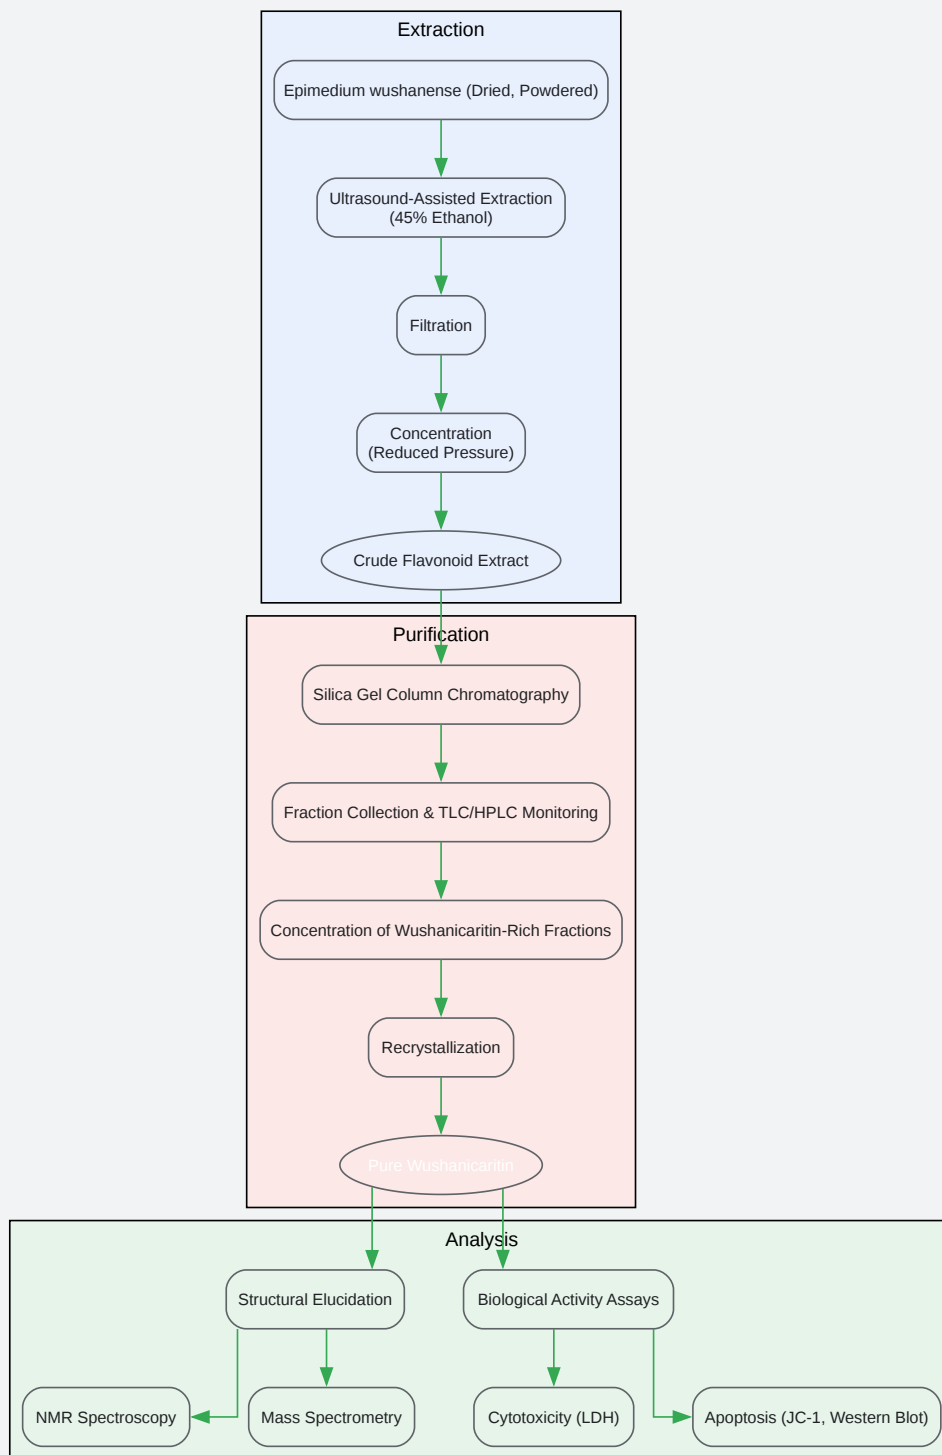 Extraction
Epimedium wushanense (Dried, Powdered)
Ultrasound-Assisted Extraction
(45% Ethanol)
Filtration
Concentration
(Reduced Pressure)
Crude Flavonoid Extract
Purification
Silica Gel Column Chromatography
Fraction Collection & TLC/HPLC Monitoring
Concentration of Wushanicaritin-Rich Fractions
Recrystallization
Pure Wushanicaritin
Analysis
Structural Elucidation
Biological Activity Assays
NMR Spectroscopy
Mass Spectrometry
Cytotoxicity (LDH)
Apoptosis (JC-1, Western Blot)